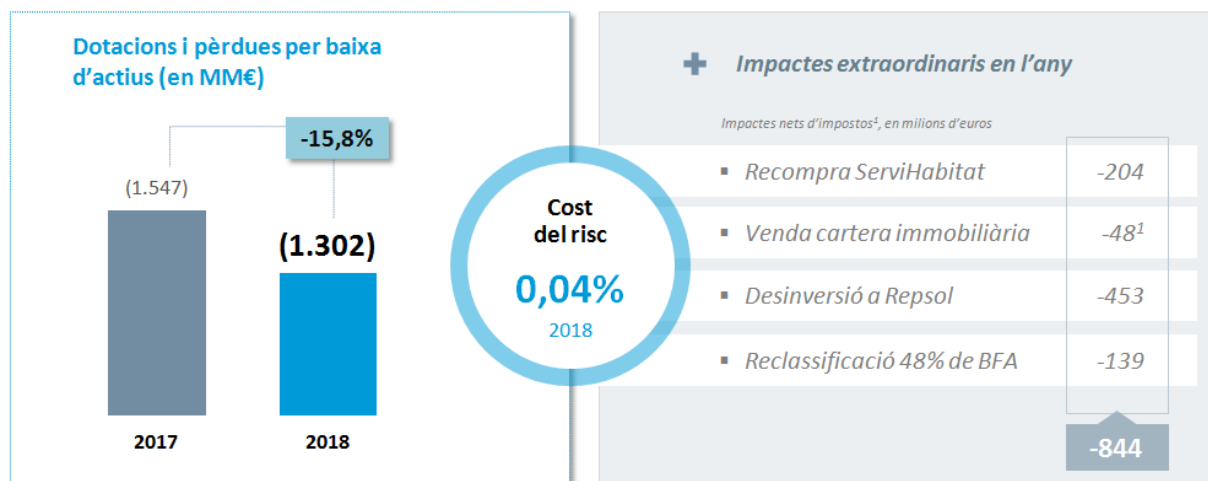 Dotacions i pèrdues per baixa
d’actius (en MM€)
-15,8%
(1.547)
(1.302)
2017
2018
Cost
del risc
0,04%
2018
Impactes extraordinaris en l’any
Impactes nets d’impostos¹, en milions d’euros
▪ Recompra ServiHabitat -204
▪ Venda cartera immobiliària -48¹
▪ Desinversió a Repsol -453
▪ Reclassificació 48% de BFA -139
-844